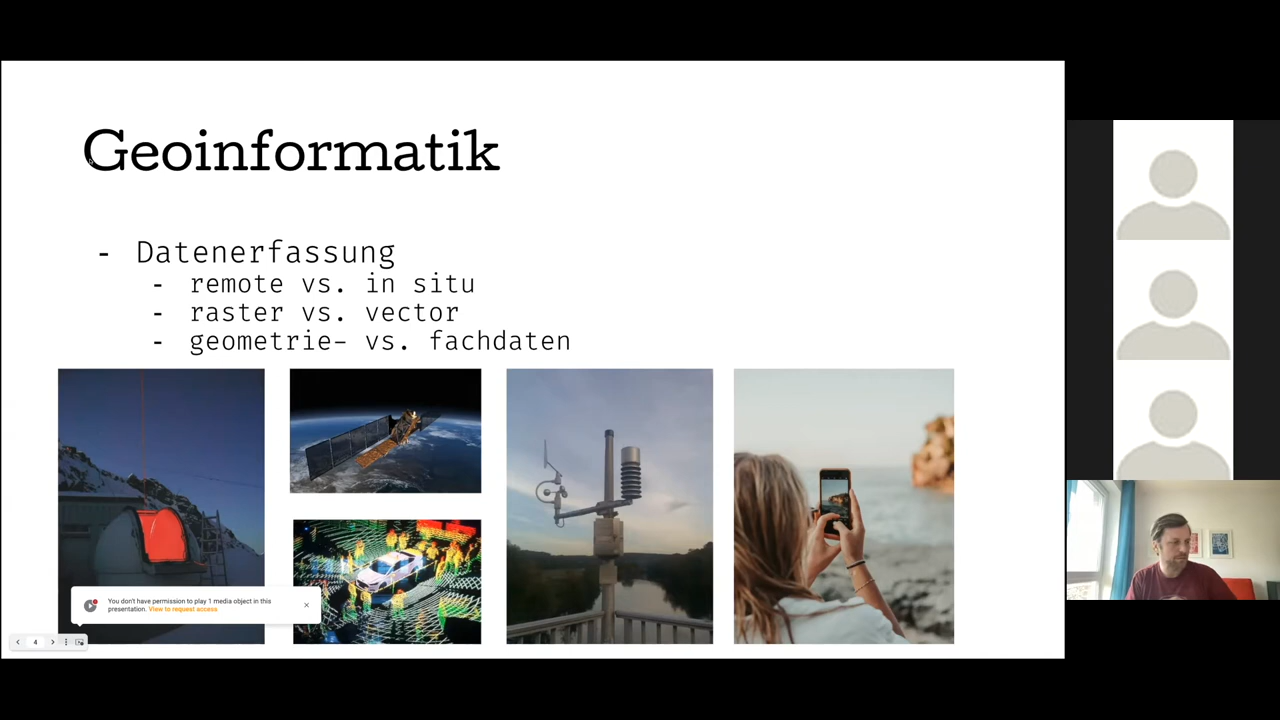 Geoinformatik
- Datenerfassung
- remote vs. in situ
- raster vs. vector
- geometrie- vs. fachdaten
You don't have permission to play 1 media object in this
presentation. View to request access
4